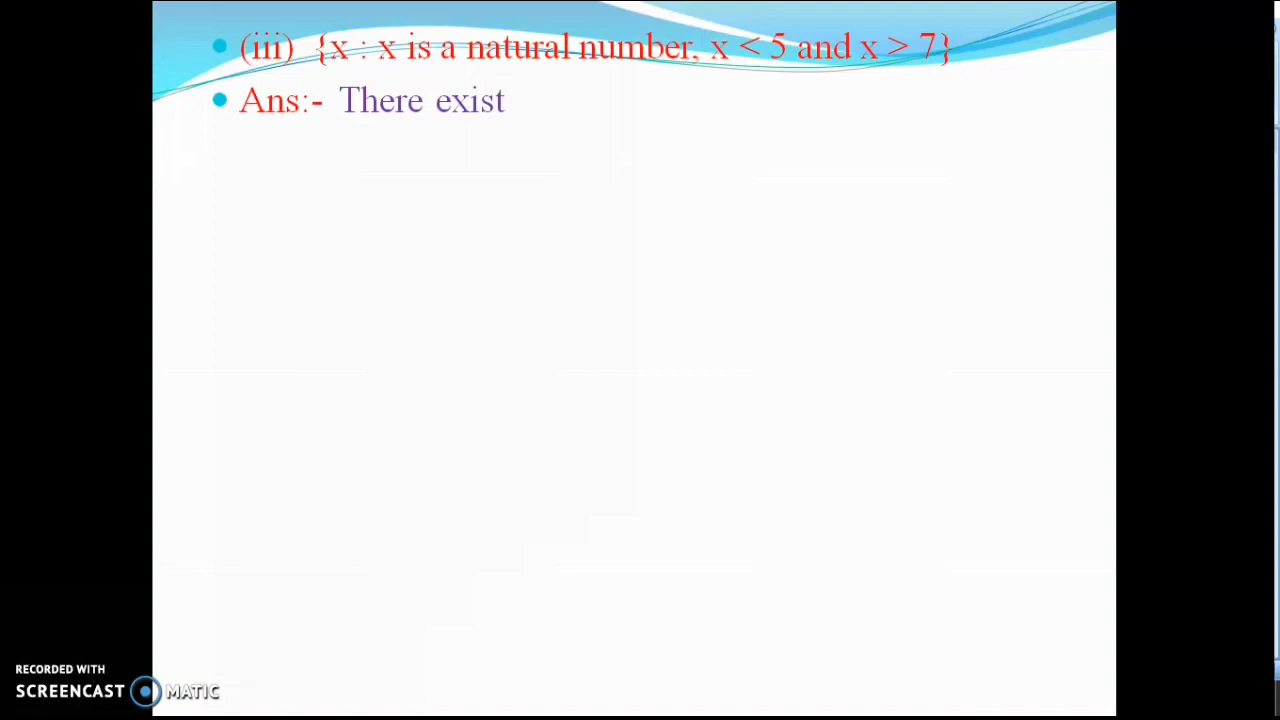 • (iii) {x : x is a natural number, x < 5 and x > 7}
• Ans:- There exist
RECORDED WITH
SCREENCAST MATIC